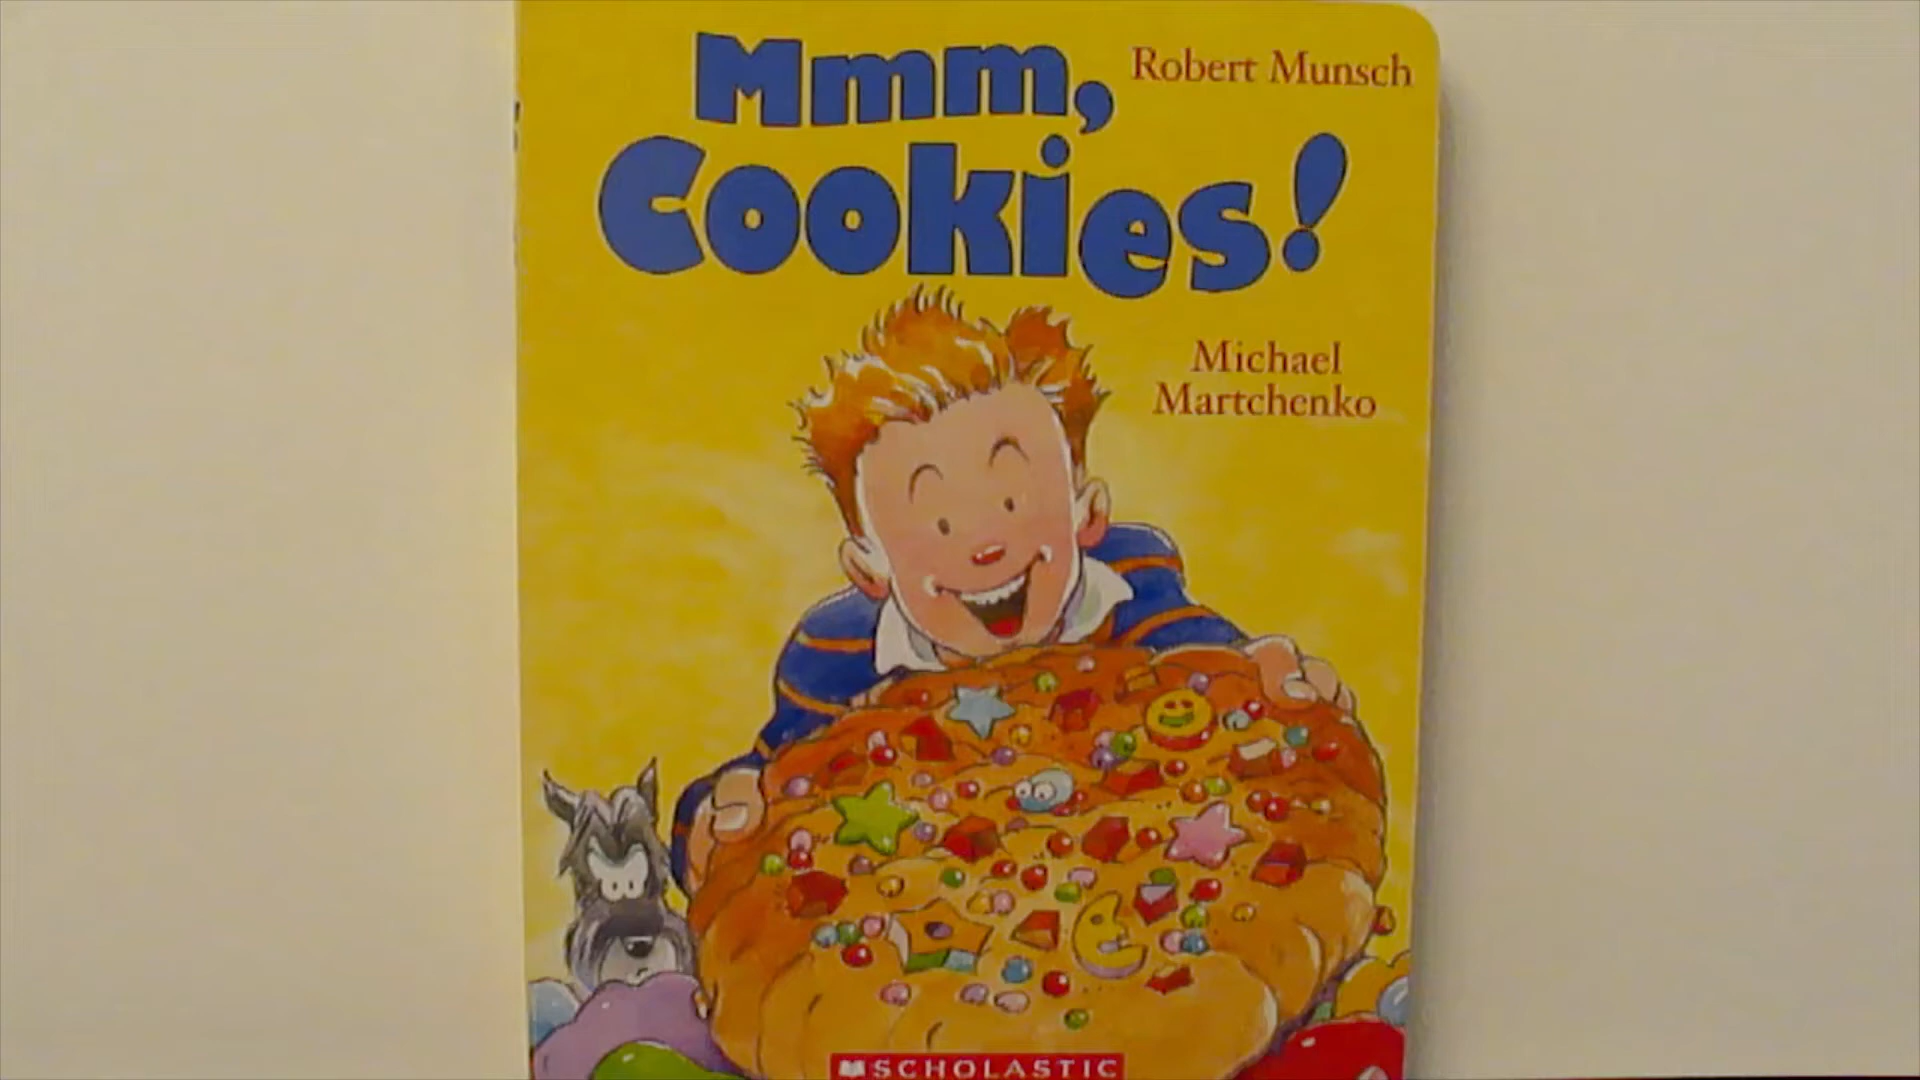 Mmm,
Robert Munsch
Cookies!
Michael
Martchenko
SCHOLASTIC